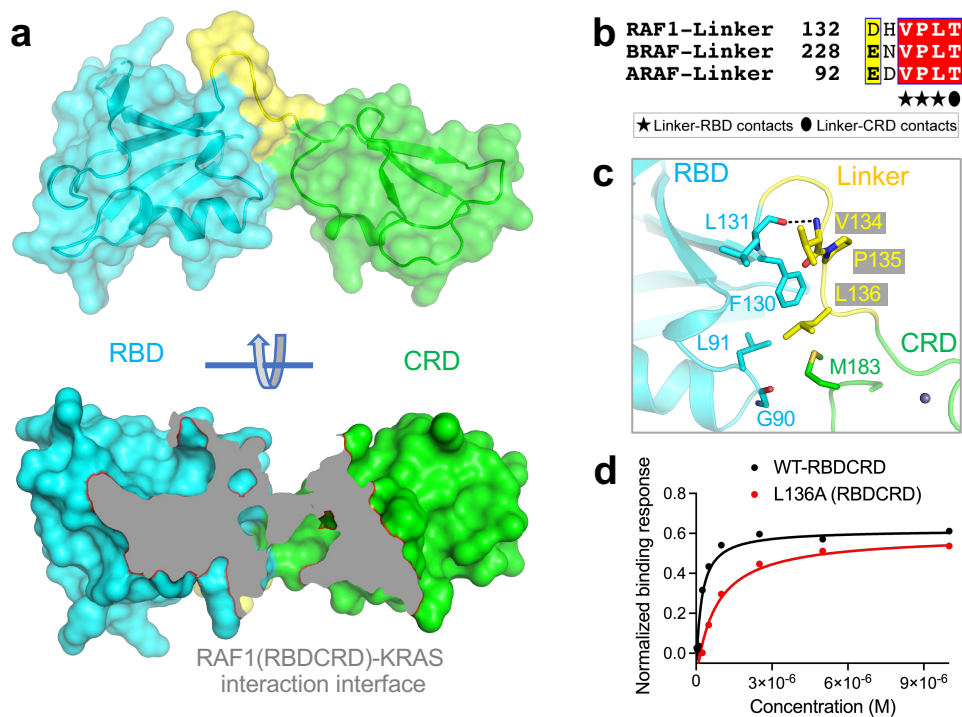 a
RBD
CRD
RAF1(RBDCRD)-KRAS
interaction interface
b
RAF1-Linker 132 DHVPLT
BRAF-Linker 228 ENVPLT
ARAF-Linker 92 EDVPLT
★★★●
★Linker-RBD contacts ●Linker-CRD contacts
c
RBD
Linker
L131
V134
P135
F130
L136
L91
CRD
M183
G90
d
WT-RBDCRD
L136A (RBDCRD)
Normalized binding response
0.8
0.6
0.4
0.2
0.0
0 3×10⁻⁶ 6×10⁻⁶ 9×10⁻⁶
Concentration (M)